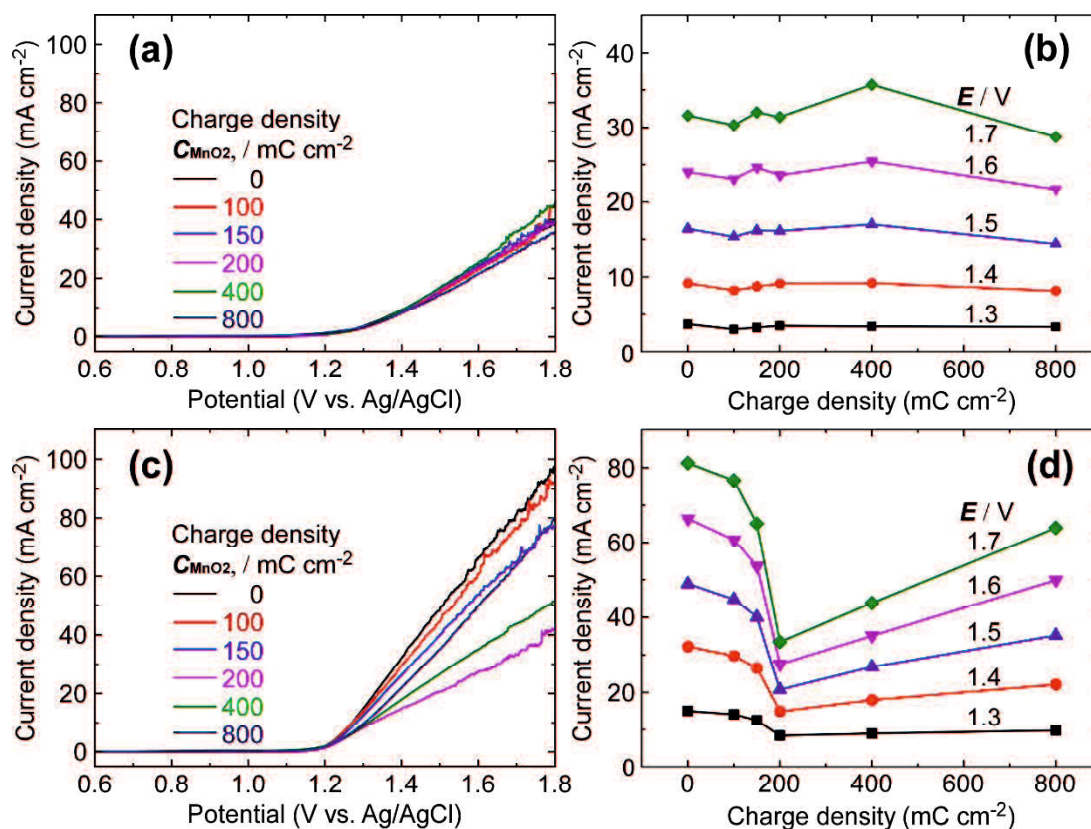 (a)
Current density (mA cm-2)
100
80
60
40
20
0
Charge density
CMnO2, / mC cm-2
0
100
150
200
400
800
0.6 0.8 1.0 1.2 1.4 1.6 1.8
Potential (V vs. Ag/AgCl)
(b)
Current density (mA cm-2)
40
30
20
10
0
E / V
1.7
1.6
1.5
1.4
1.3
0 200 400 600 800
Charge density (mC cm-2)
(c)
Current density (mA cm-2)
100
80
60
40
20
0
Charge density
CMnO2, / mC cm-2
0
100
150
200
400
800
0.6 0.8 1.0 1.2 1.4 1.6 1.8
Potential (V vs. Ag/AgCl)
(d)
Current density (mA cm-2)
80
60
40
20
0
E / V
1.7
1.6
1.5
1.4
1.3
0 200 400 600 800
Charge density (mC cm-2)